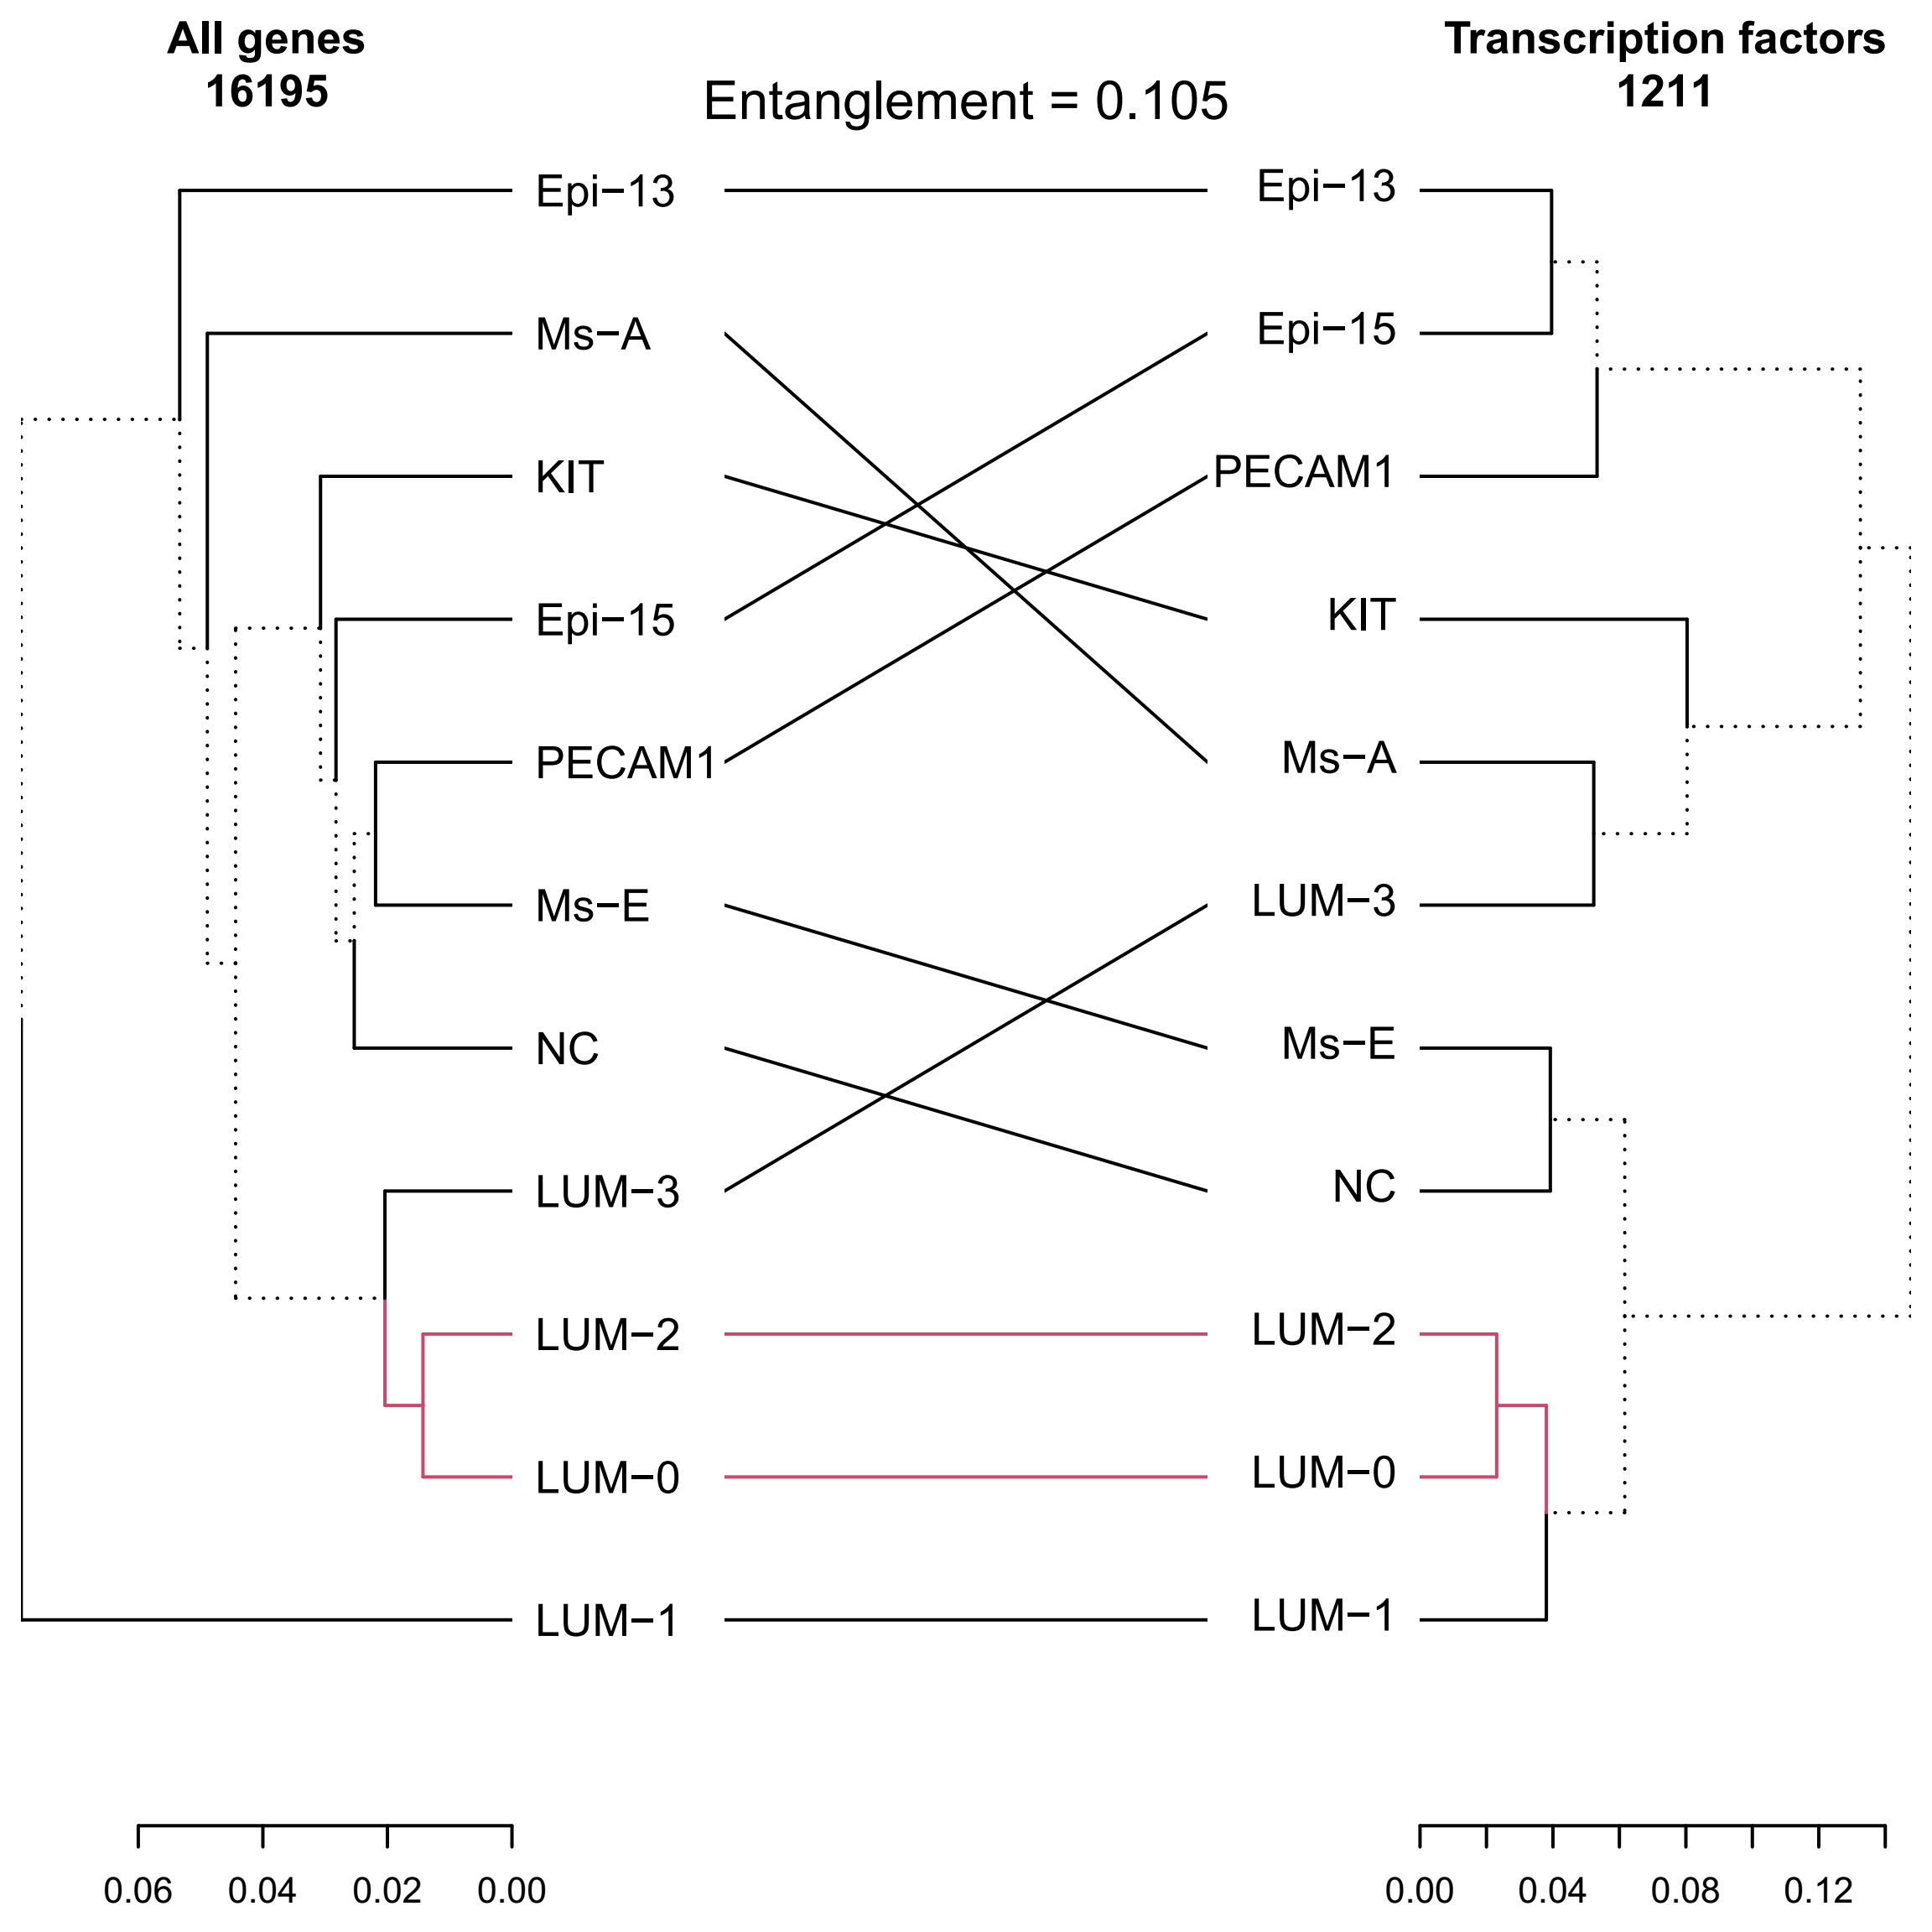 All genes
16195
Entanglement = 0.105
Transcription factors
1211
Epi−13
Ms−A
KIT
Epi−15
PECAM1
Ms−E
NC
LUM−3
LUM−2
LUM−0
LUM−1
Epi−13
Epi−15
PECAM1
KIT
Ms−A
LUM−3
Ms−E
NC
LUM−2
LUM−0
LUM−1
0.06 0.04 0.02 0.00
0.00 0.04 0.08 0.12